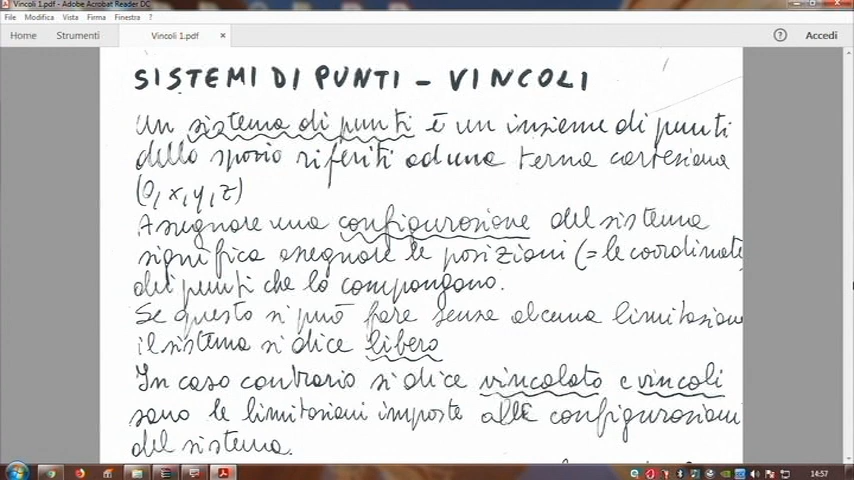 Vincoli 1.pdf - Adobe Acrobat Reader DC
File Modifica Vista Firma Finestra ?
Home Strumenti Vincoli 1.pdf × ? Accedi
SISTEMI DI PUNTI - VINCOLI
Un sistema di punti è un insieme di punti
dello spazio riferiti ad una terna cartesiana
(O, x, y, z)
Assegnare una configurazione del sistema
significa assegnare le posizioni (= le coordinate
dei punti che lo compongono.
Se questo si può fare senza alcuna limitazione
il sistema si dice libero
In caso contrario si dice vincolato e vincoli
sono le limitazioni imposte alle configurazioni
del sistema.
14:57